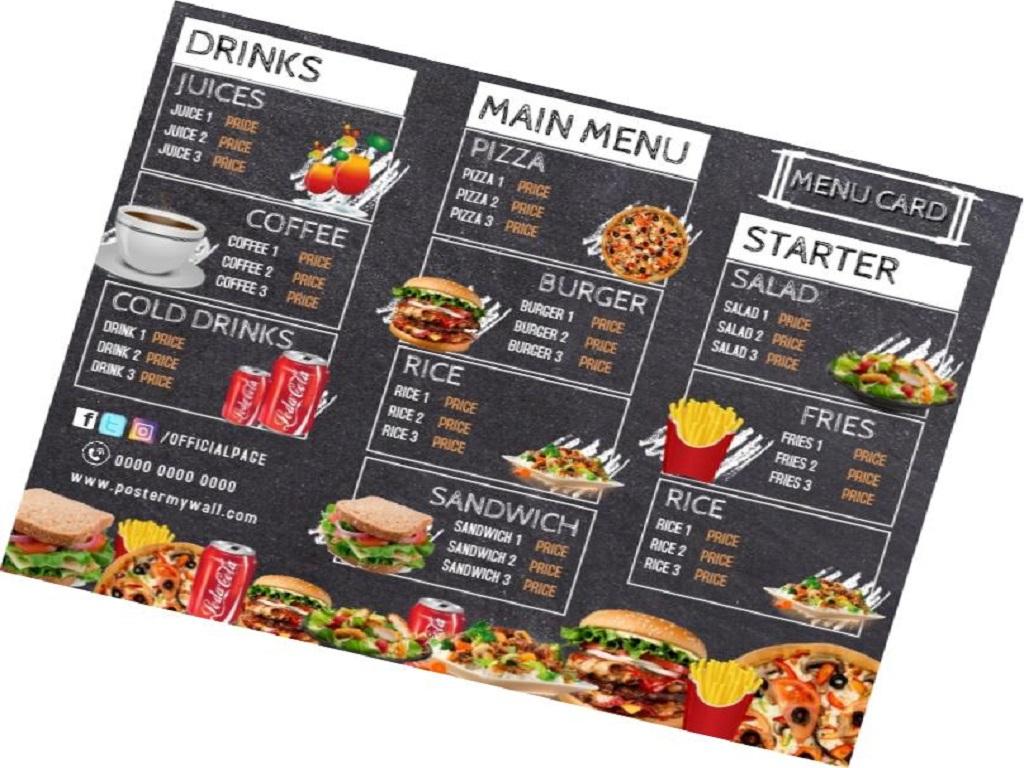 DRINKS
JUICES
JUICE 1 PRICE
JUICE 2 PRICE
JUICE 3 PRICE
COFFEE
COFFEE 1 PRICE
COFFEE 2 PRICE
COFFEE 3 PRICE
COLD DRINKS
DRINK 1 PRICE
DRINK 2 PRICE
DRINK 3 PRICE
Loda Cola
Loda Cola
/OFFICIALPAGE
0000 0000 0000
www.postermywall.com
MAIN MENU
PIZZA
PIZZA 1 PRICE
PIZZA 2 PRICE
PIZZA 3 PRICE
BURGER
BURGER 1 PRICE
BURGER 2 PRICE
BURGER 3 PRICE
RICE
RICE 1 PRICE
RICE 2 PRICE
RICE 3 PRICE
SANDWICH
SANDWICH 1 PRICE
SANDWICH 2 PRICE
SANDWICH 3 PRICE
MENU CARD
STARTER
SALAD
SALAD 1 PRICE
SALAD 2 PRICE
SALAD 3 PRICE
FRIES
FRIES 1 PRICE
FRIES 2 PRICE
FRIES 3 PRICE
RICE
RICE 1 PRICE
RICE 2 PRICE
RICE 3 PRICE
Loda Cola